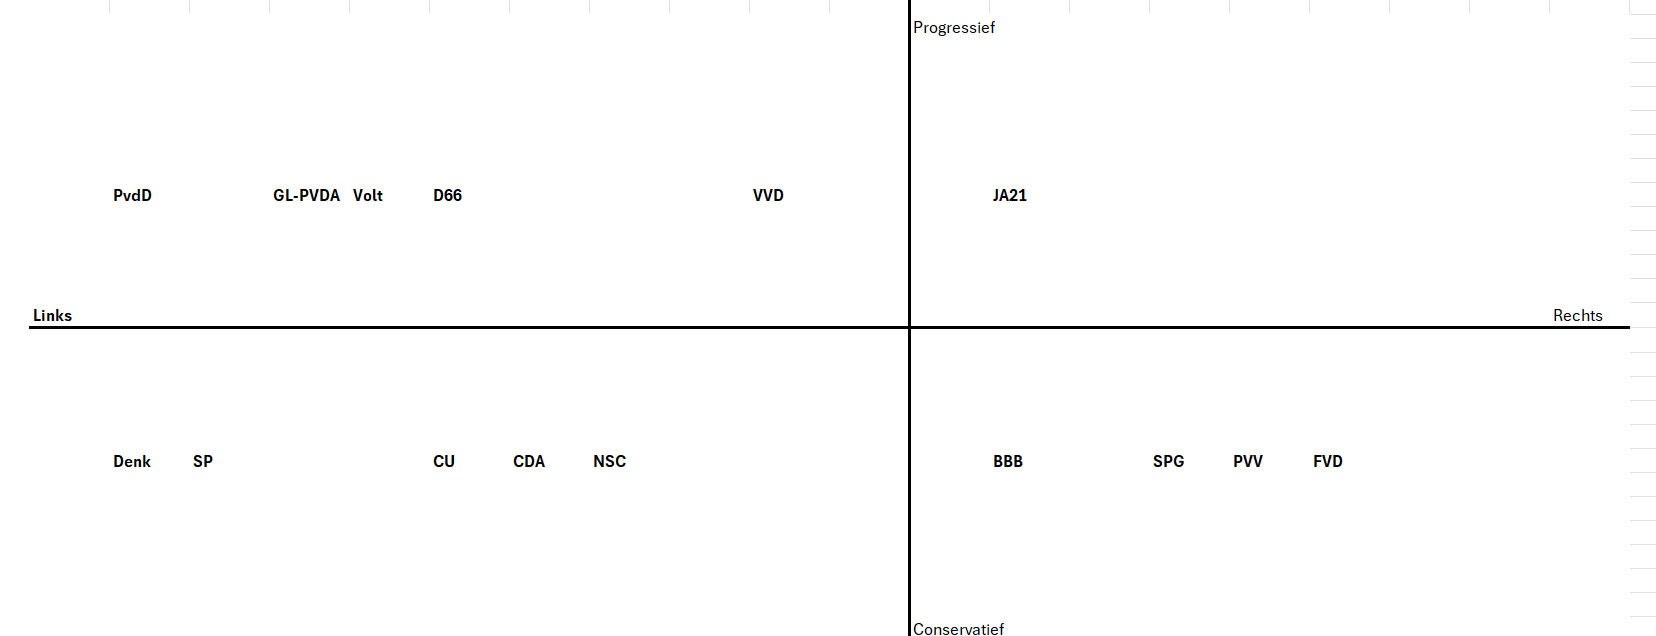 Progressief
PvdD GL-PVDA Volt D66 VVD JA21
Links Rechts
Denk SP CU CDA NSC BBB SPG PVV FVD
Conservatief